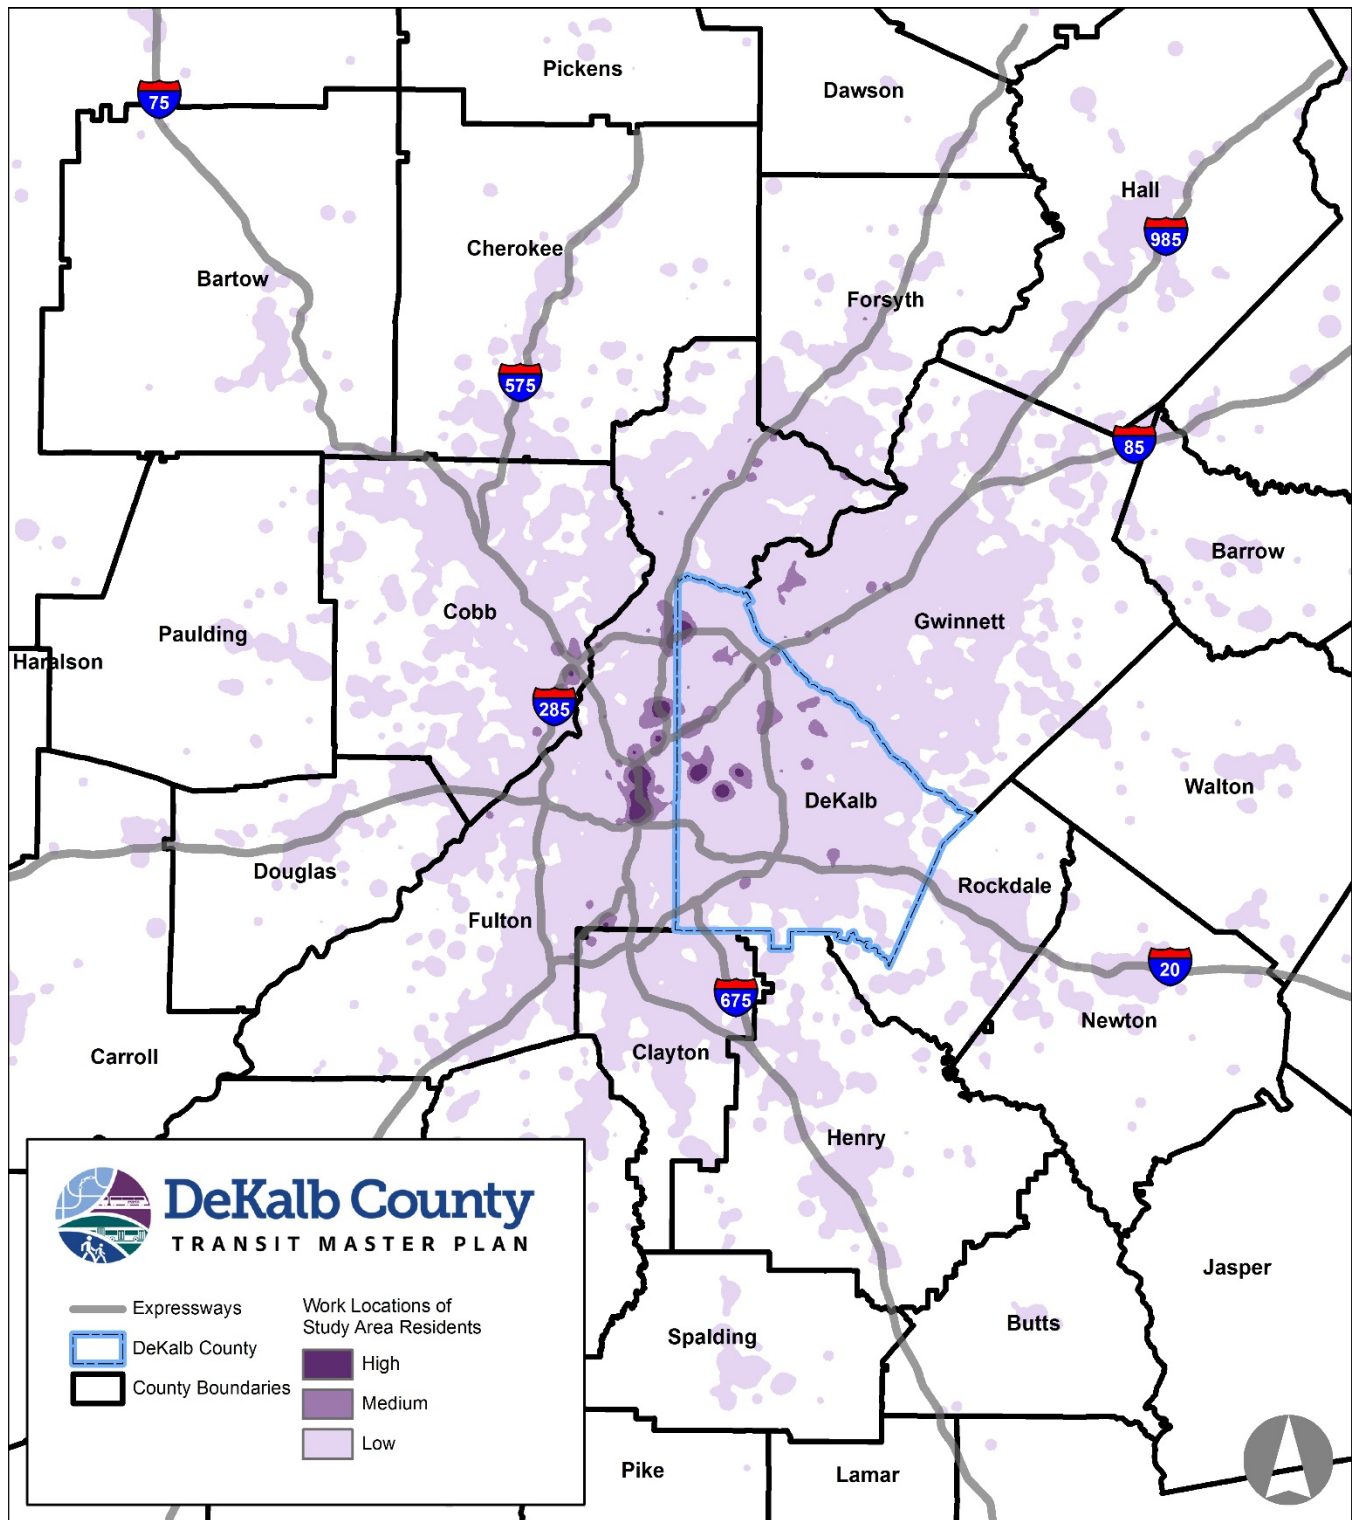 Pickens
Dawson
75
Hall
985
Cherokee
Bartow
Forsyth
575
85
Barrow
Cobb
Gwinnett
Paulding
Haralson
285
Walton
DeKalb
Douglas
Rockdale
Fulton
20
675
Newton
Clayton
Carroll
Henry
DeKalb County
TRANSIT MASTER PLAN
Jasper
Expressways
DeKalb County
County Boundaries
Work Locations of
Study Area Residents
High
Medium
Low
Spalding
Butts
Pike
Lamar